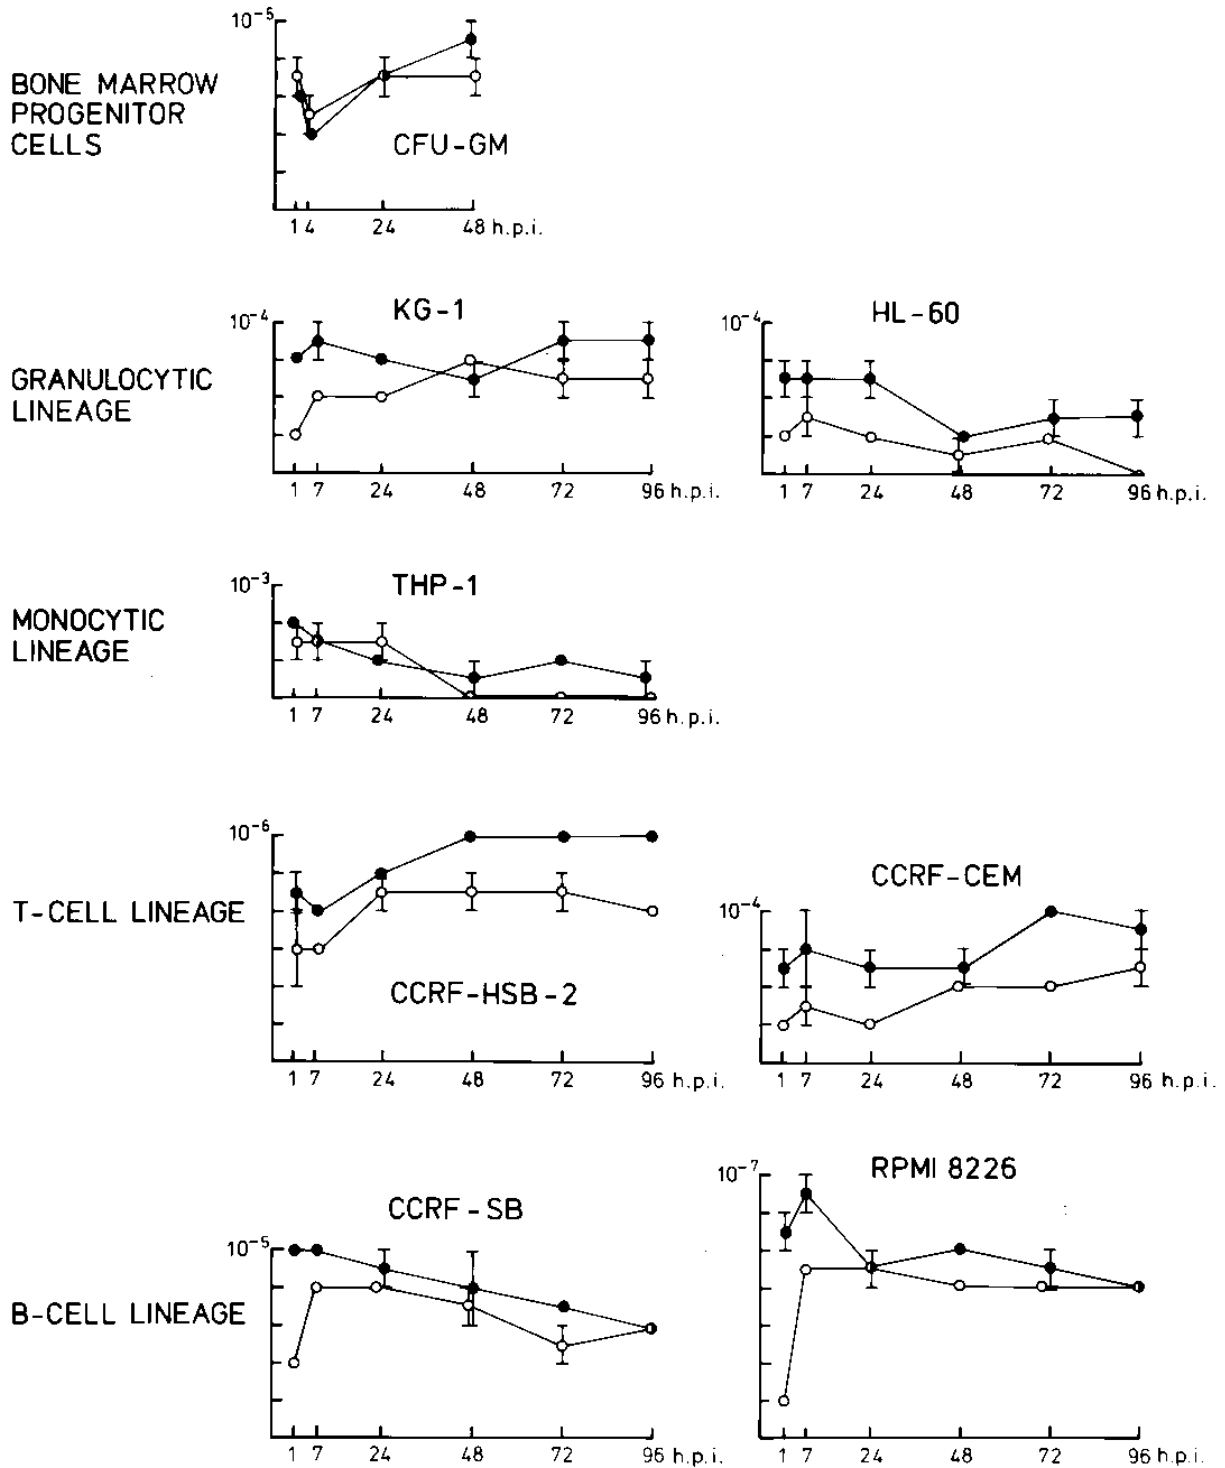 10⁻⁵
BONE MARROW
PROGENITOR
CELLS
CFU-GM
1 4 24 48 h.p.i.
KG-1
HL-60
10⁻⁴
10⁻⁴
GRANULOCYTIC
LINEAGE
1 7 24 48 72 96 h.p.i.
1 7 24 48 72 96 h.p.i.
THP-1
10⁻³
MONOCYTIC
LINEAGE
1 7 24 48 72 96 h.p.i.
10⁻⁶
CCRF-CEM
T-CELL LINEAGE
10⁻⁴
CCRF-HSB-2
1 7 24 48 72 96 h.p.i.
1 7 24 48 72 96 h.p.i.
RPMI 8226
10⁻⁷
CCRF-SB
10⁻⁵
B-CELL LINEAGE
1 7 24 48 72 96 h.p.i.
1 7 24 48 72 96 h.p.i.